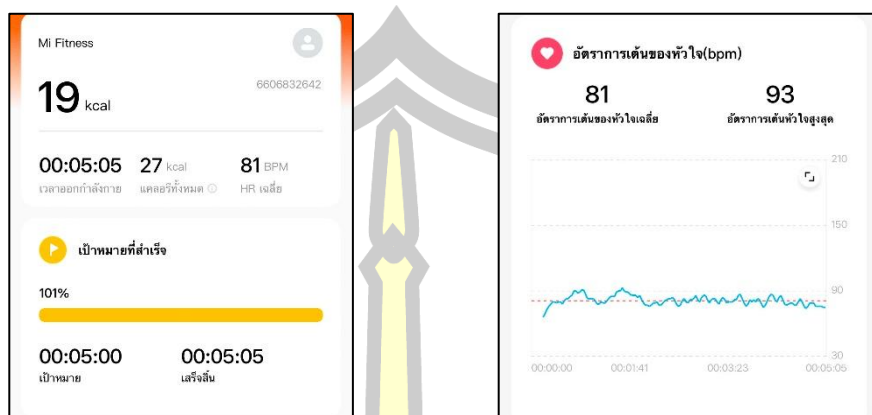 Mi Fitness
19 kcal
6606832642
00:05:05 27 kcal 81 BPM
เวลาออกกำลังกาย แคลอรีทั้งหมด HR เฉลี่ย
เป้าหมายที่สำเร็จ
101%
00:05:00 00:05:05
เป้าหมาย เสร็จสิ้น
อัตราการเต้นของหัวใจ(bpm)
81 93
อัตราการเต้นของหัวใจเฉลี่ย อัตราการเต้นหัวใจสูงสุด
210
150
90
30
00:00:00 00:01:41 00:03:23 00:05:05